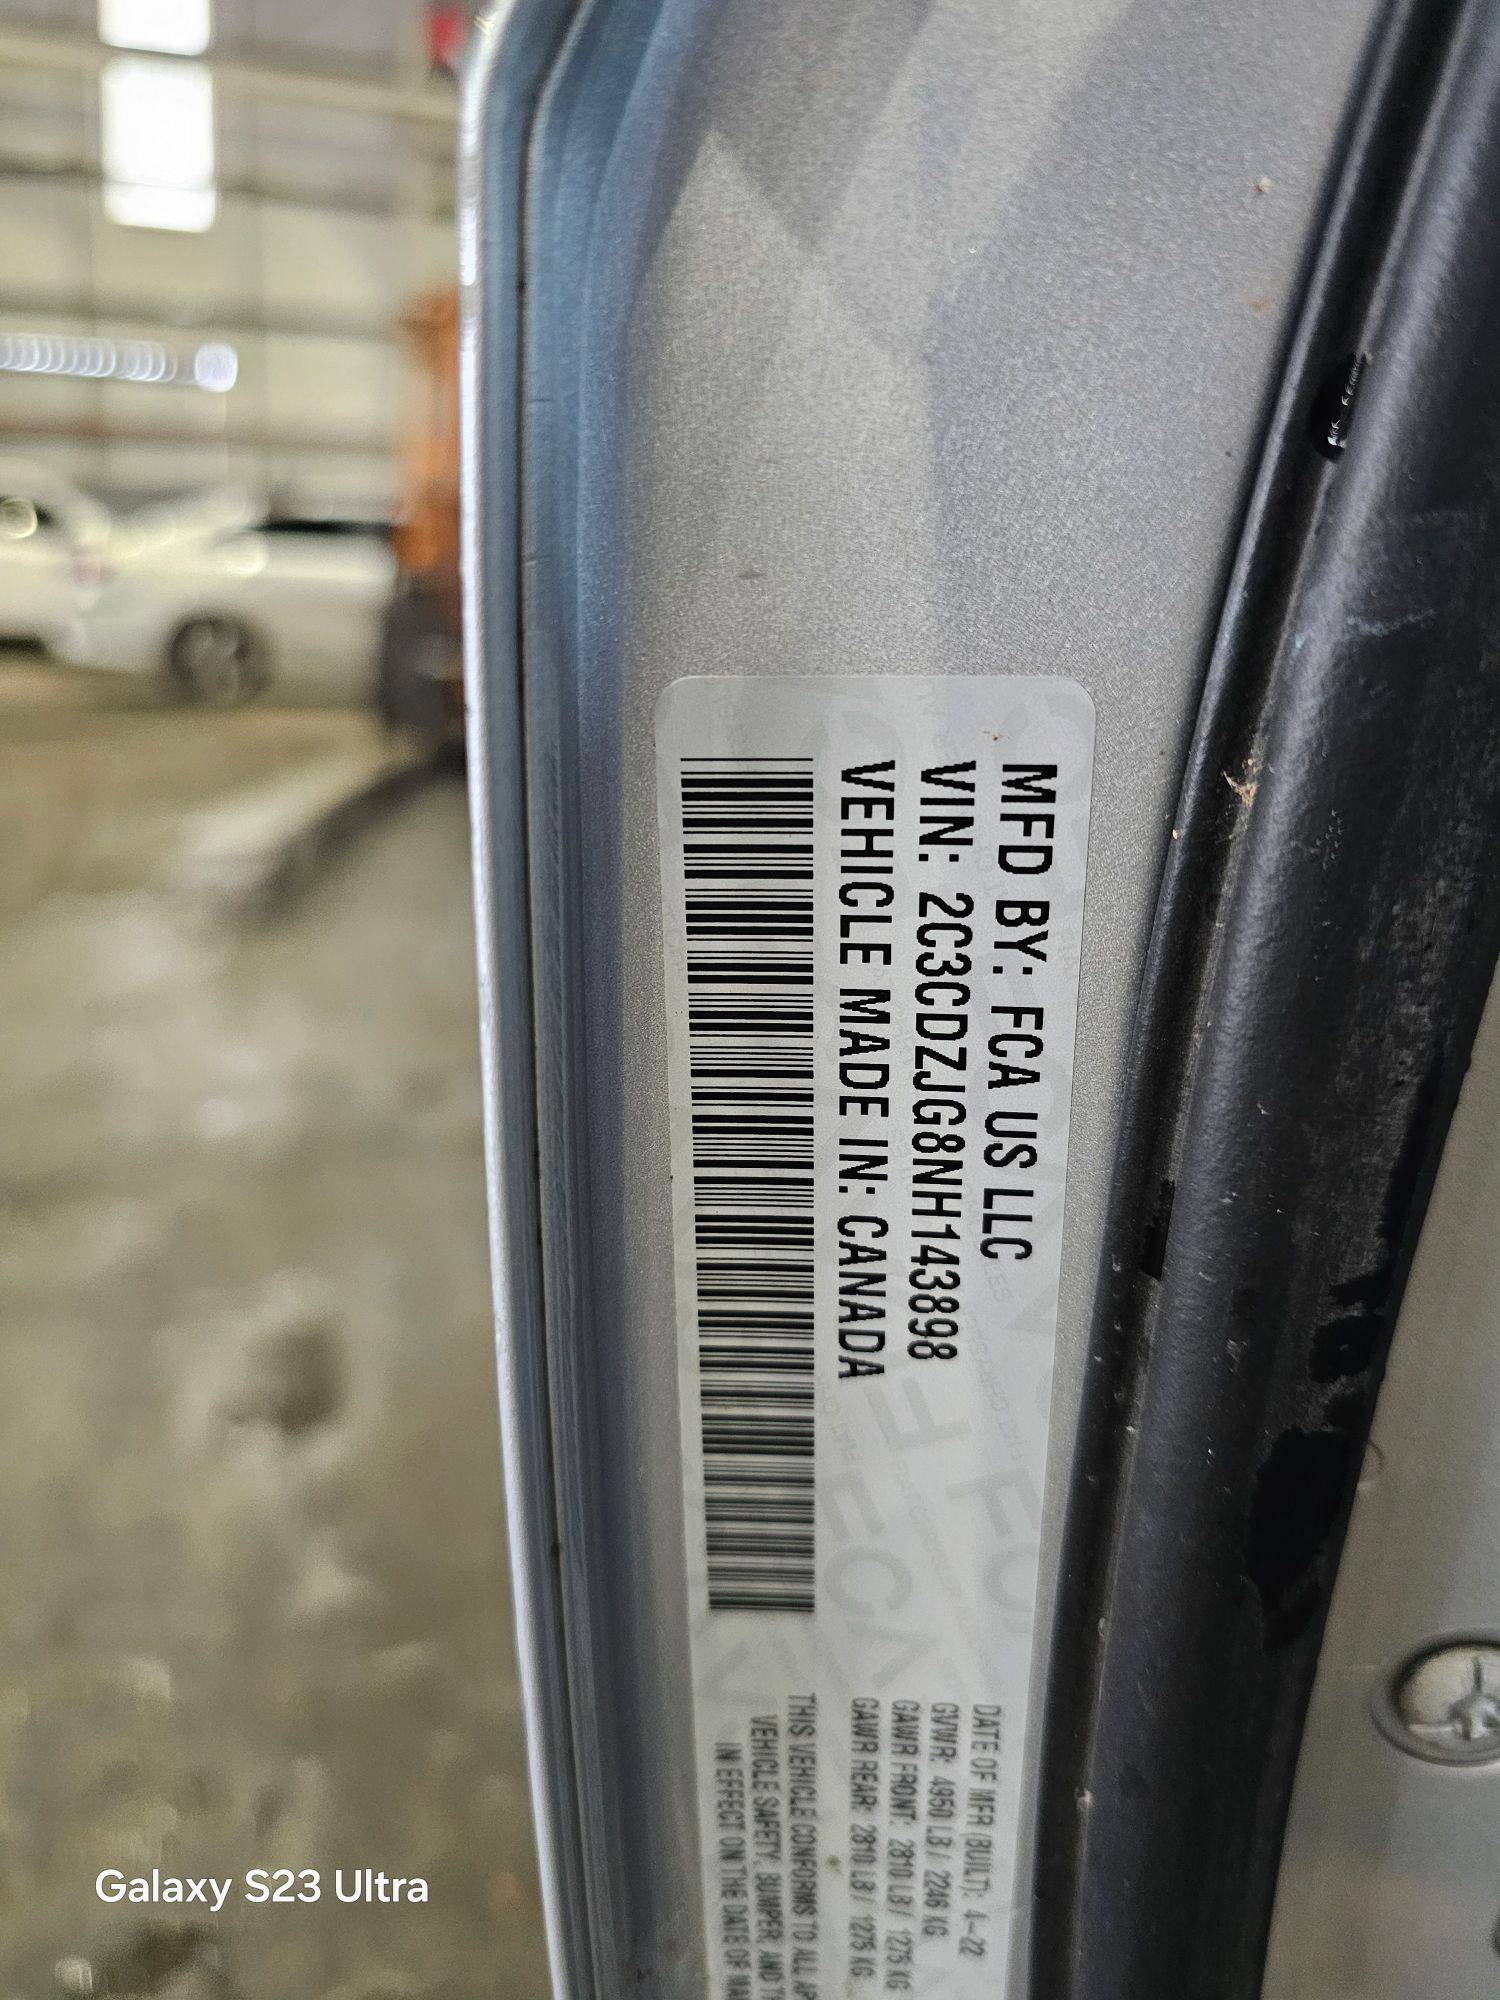 MFD BY: FCA US LLC
VIN: 2C3CDZJG8NH143898
VEHICLE MADE IN: CANADA
DATE OF MFR (BUILT): 4-22
GVWR: 4950 LB / 2246 KG
GAWR FRONT: 2810 LB / 1275 KG
GAWR REAR: 2810 LB / 1275 KG
THIS VEHICLE CONFORMS TO ALL AP
VEHICLE SAFETY, BUMPER, AND T
IN EFFECT ON THE DATE OF MA
Galaxy S23 Ultra